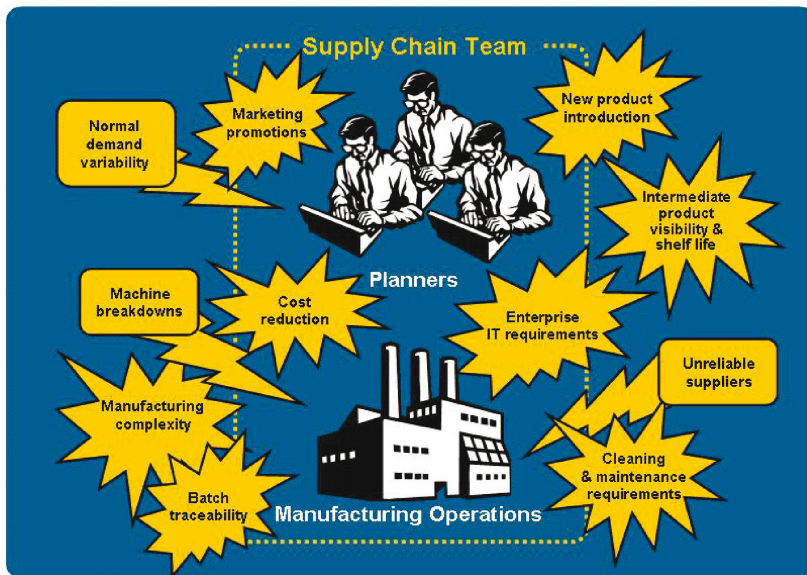 Supply Chain Team
Marketing
promotions
New product
introduction
Normal
demand
variability
Intermediate
product
visibility &
shelf life
Planners
Machine
breakdowns
Cost
reduction
Enterprise
IT requirements
Unreliable
suppliers
Manufacturing
complexity
Cleaning
& maintenance
requirements
Batch
traceability
Manufacturing Operations